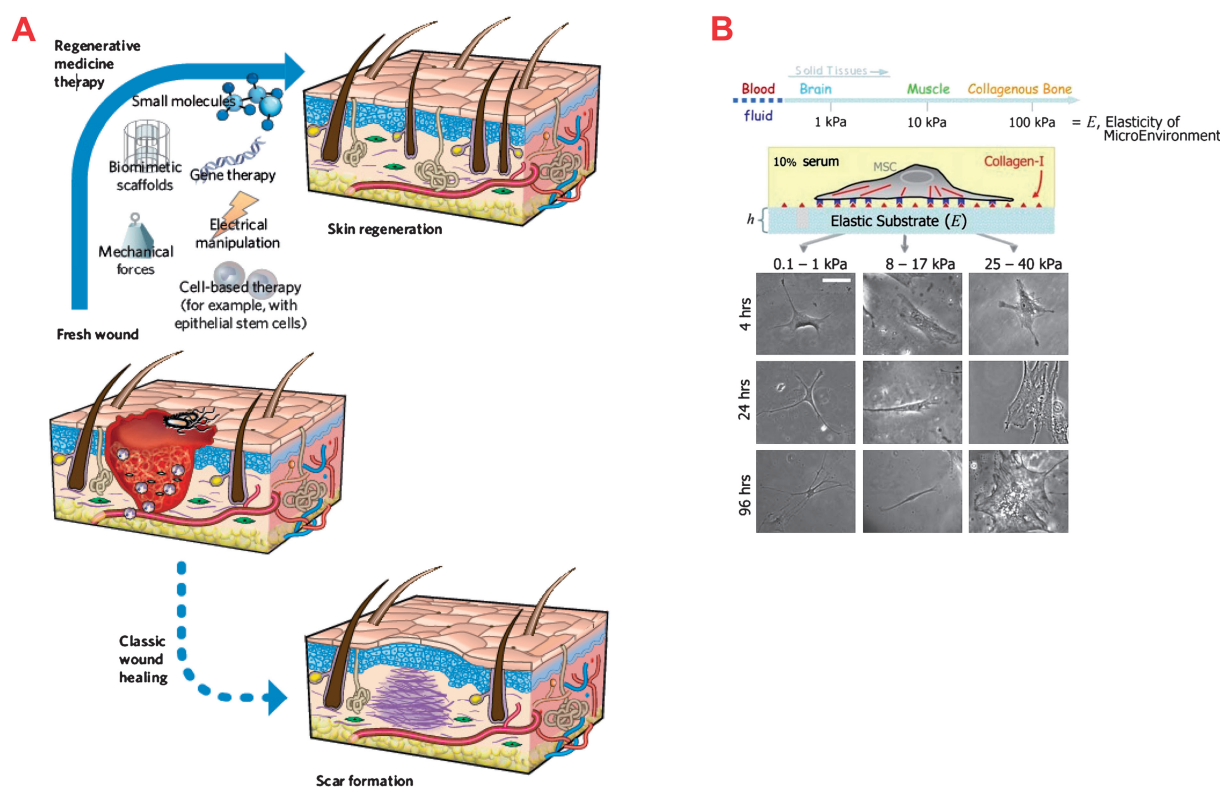 A
Regenerative
medicine
therapy
Small molecules
Biomimetic
scaffolds
Gene therapy
Electrical
manipulation
Mechanical
forces
Cell-based therapy
(for example, with
epithelial stem cells)
Skin regeneration
Fresh wound
Classic
wound
healing
Scar formation
B
Solid Tissues
Blood Brain Muscle Collagenous Bone
fluid 1 kPa 10 kPa 100 kPa = E, Elasticity of
MicroEnvironment
10% serum
MSC
Collagen-I
h
Elastic Substrate (E)
0.1 – 1 kPa 8 – 17 kPa 25 – 40 kPa
4 hrs
24 hrs
96 hrs